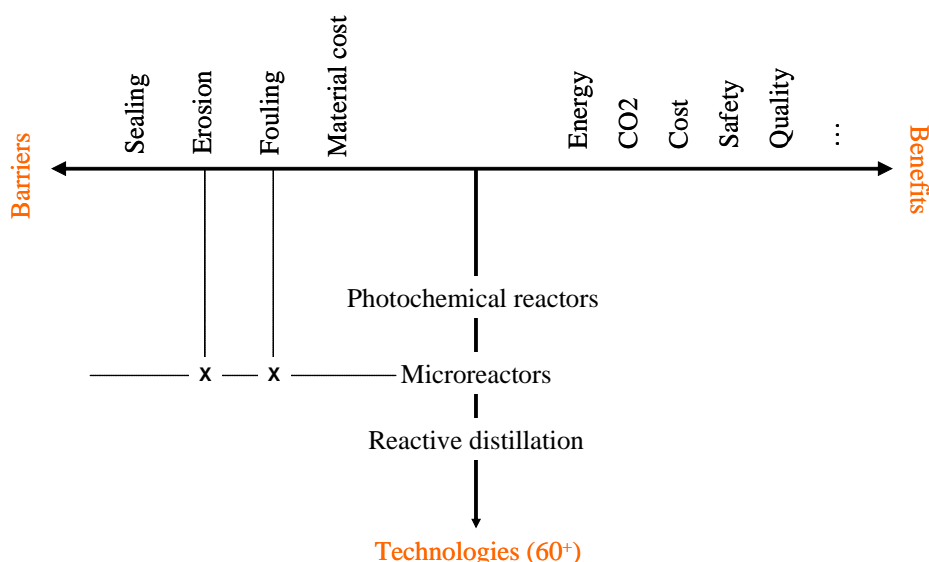 Barriers
Sealing
Erosion
Fouling
Material cost
Energy
CO2
Cost
Safety
Quality
…
Benefits
Photochemical reactors
x
x
Microreactors
Reactive distillation
Technologies (60⁺)